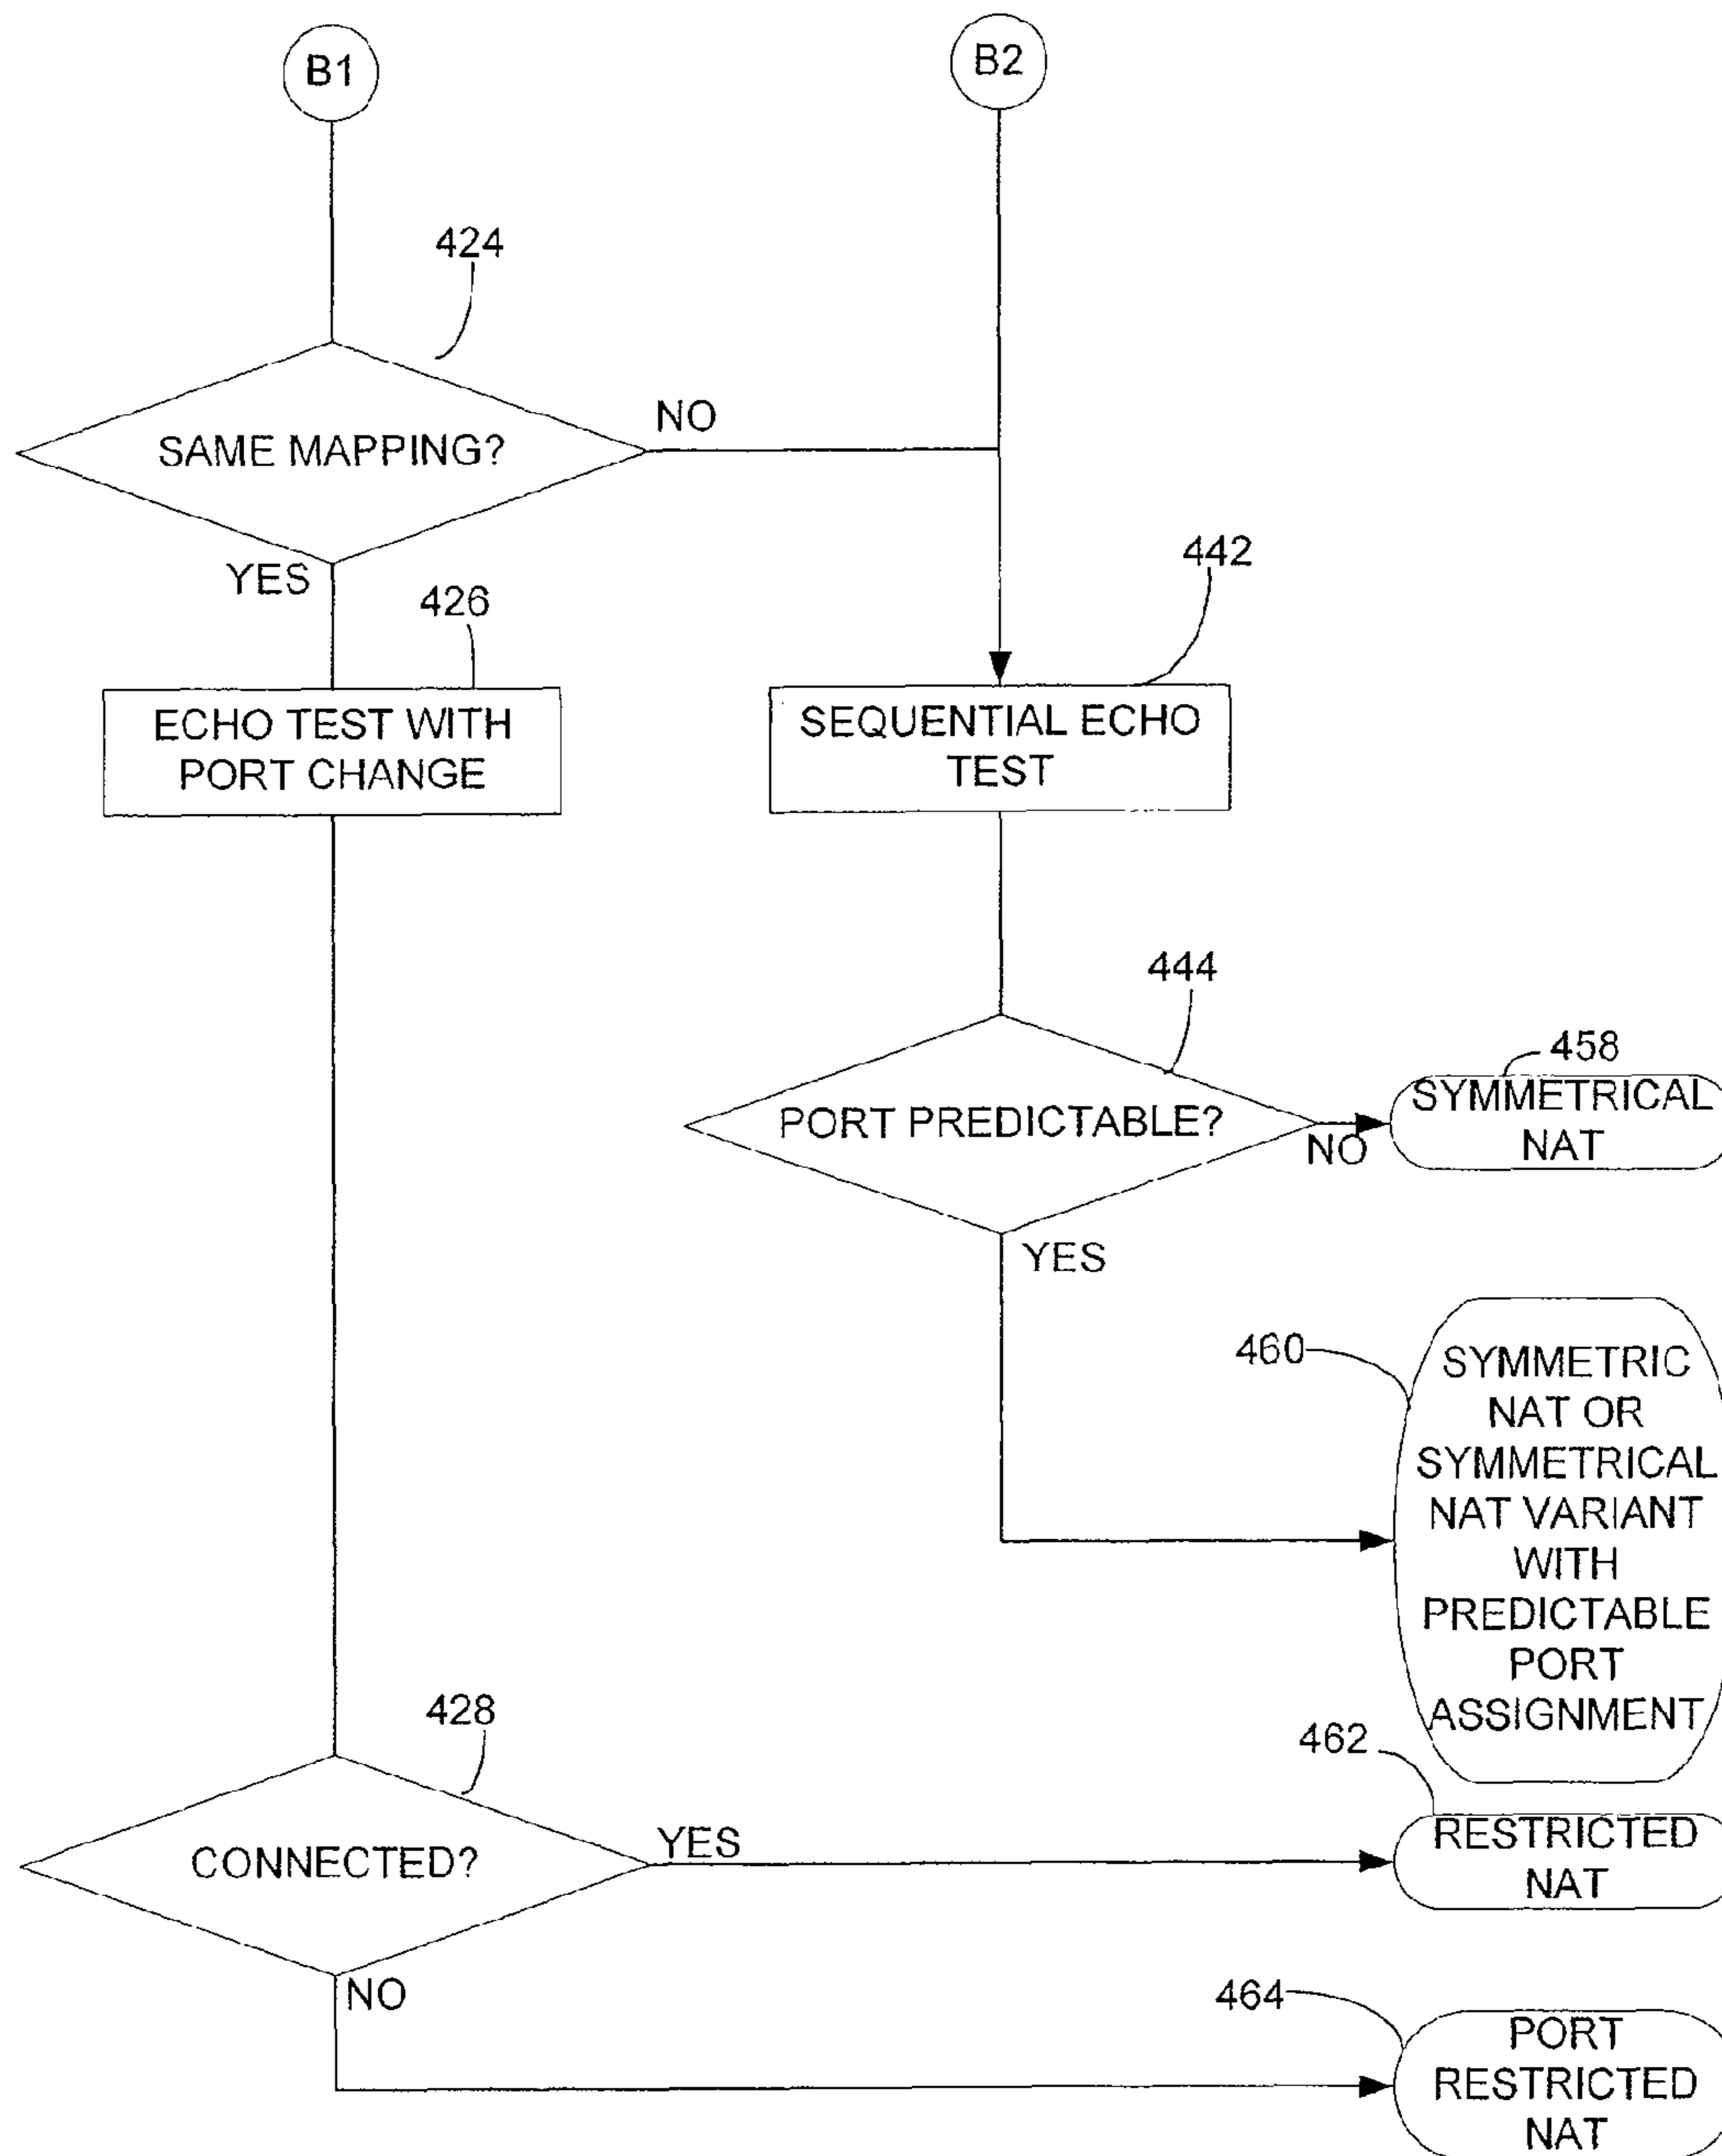 B1
B2
424
SAME MAPPING?
NO
YES
442
426
ECHO TEST WITH
PORT CHANGE
SEQUENTIAL ECHO
TEST
444
PORT PREDICTABLE?
NO
458
SYMMETRICAL
NAT
YES
460
SYMMETRIC
NAT OR
SYMMETRICAL
NAT VARIANT
WITH
PREDICTABLE
PORT
ASSIGNMENT
428
CONNECTED?
YES
462
RESTRICTED
NAT
NO
464
PORT
RESTRICTED
NAT